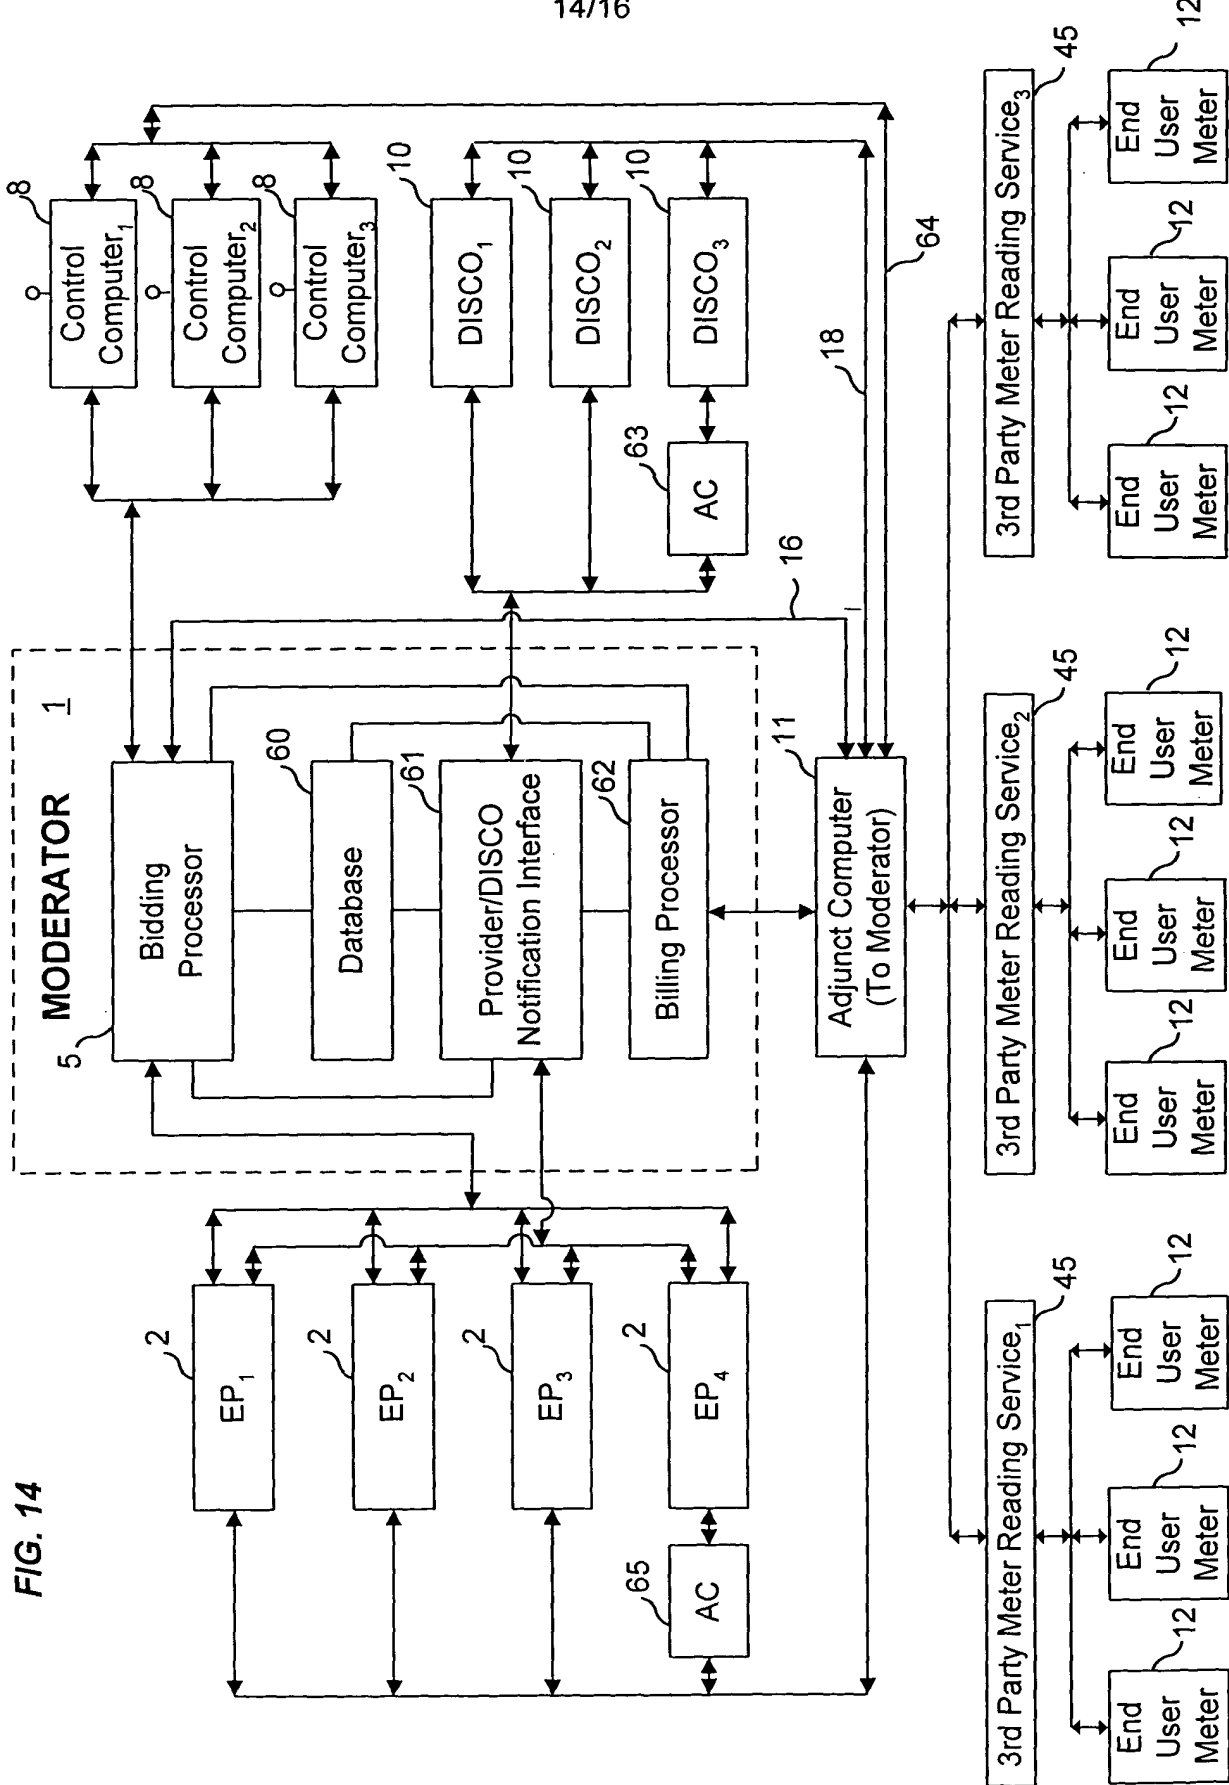 14/16
FIG. 14
MODERATOR
1
5
Bidding
Processor
60
Database
61
Provider/DISCO
Notification Interface
62
Billing Processor
2
EP1
2
EP2
2
EP3
2
EP4
65
AC
8
Control
Computer1
8
Control
Computer2
8
Control
Computer3
10
DISCO1
10
DISCO2
10
DISCO3
63
AC
16
18
64
11
Adjunct Computer
(To Moderator)
3rd Party Meter Reading Service1
45
End
User
Meter
12
End
User
Meter
12
End
User
Meter
12
3rd Party Meter Reading Service2
45
End
User
Meter
12
End
User
Meter
12
End
User
Meter
12
3rd Party Meter Reading Service3
45
End
User
Meter
12
End
User
Meter
12
End
User
Meter
12